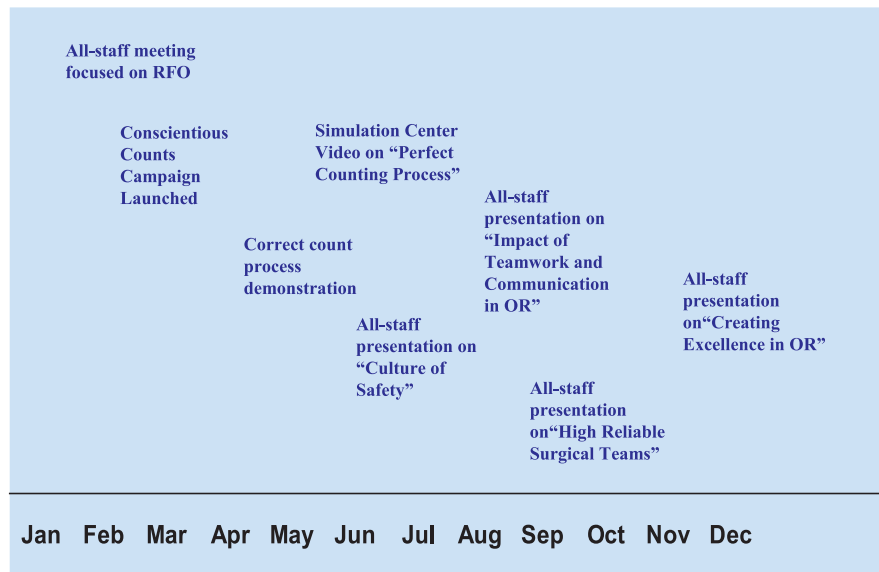 All-staff meeting
focused on RFO
Conscientious
Counts
Campaign
Launched
Simulation Center
Video on “Perfect
Counting Process”
All-staff
presentation on
“Impact of
Teamwork and
Communication
in OR”
Correct count
process
demonstration
All-staff
presentation
on“Creating
Excellence in OR”
All-staff
presentation on
“Culture of
Safety”
All-staff
presentation
on“High Reliable
Surgical Teams”
Jan Feb Mar Apr May Jun Jul Aug Sep Oct Nov Dec